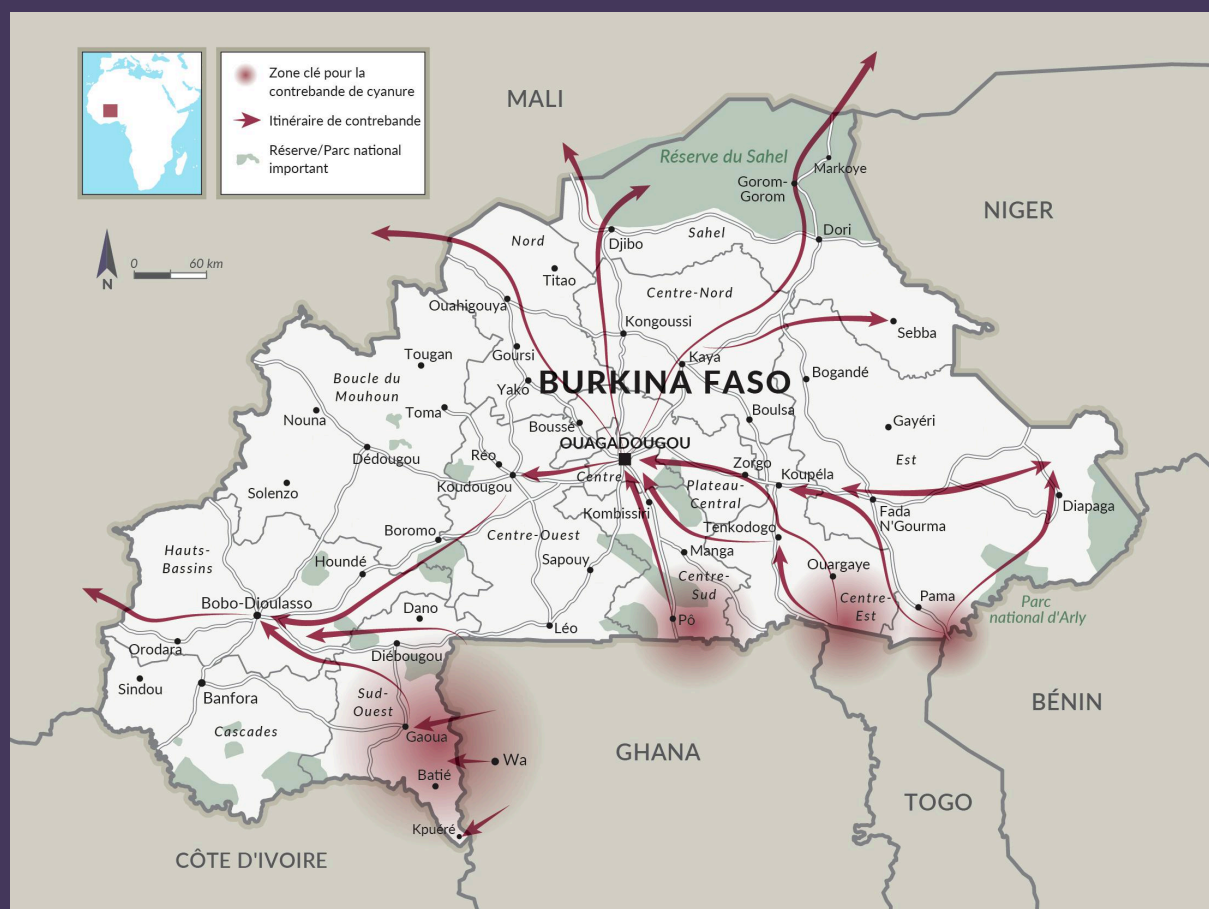 Zone clé pour la
contrebande de cyanure
Itinéraire de contrebande
Réserve/Parc national
important
MALI
Réserve du Sahel
Markoye
Gorom-
Gorom
NIGER
N
0 60 km
Nord
Djibo
Sahel
Dori
Titao
Centre-Nord
Ouahigouya
Kongoussi
Sebba
Tougan
Goursi
Kaya
Boucle du
Mouhoun
Yako
BURKINA FASO
Bogandé
Nouna
Toma
Boussé
Boulsa
Gayéri
OUAGADOUGOU
Dédougou
Réo
Zorgo
Koupéla
Est
Solenzo
Koudougou
Centre
Plateau-
Central
Diapaga
Kombissiri
Fada
N'Gourma
Boromo
Centre-Ouest
Tenkodogo
Hauts-
Bassins
Houndé
Sapouy
Manga
Ouargaye
Centre-
Sud
Centre-
Est
Pama
Parc
national d'Arly
Bobo-Dioulasso
Dano
Pô
Léo
Orodara
Diébougou
Sindou
Banfora
Sud-
Ouest
BÉNIN
Cascades
Gaoua
GHANA
Wa
Batié
TOGO
Kpuéré
CÔTE D'IVOIRE